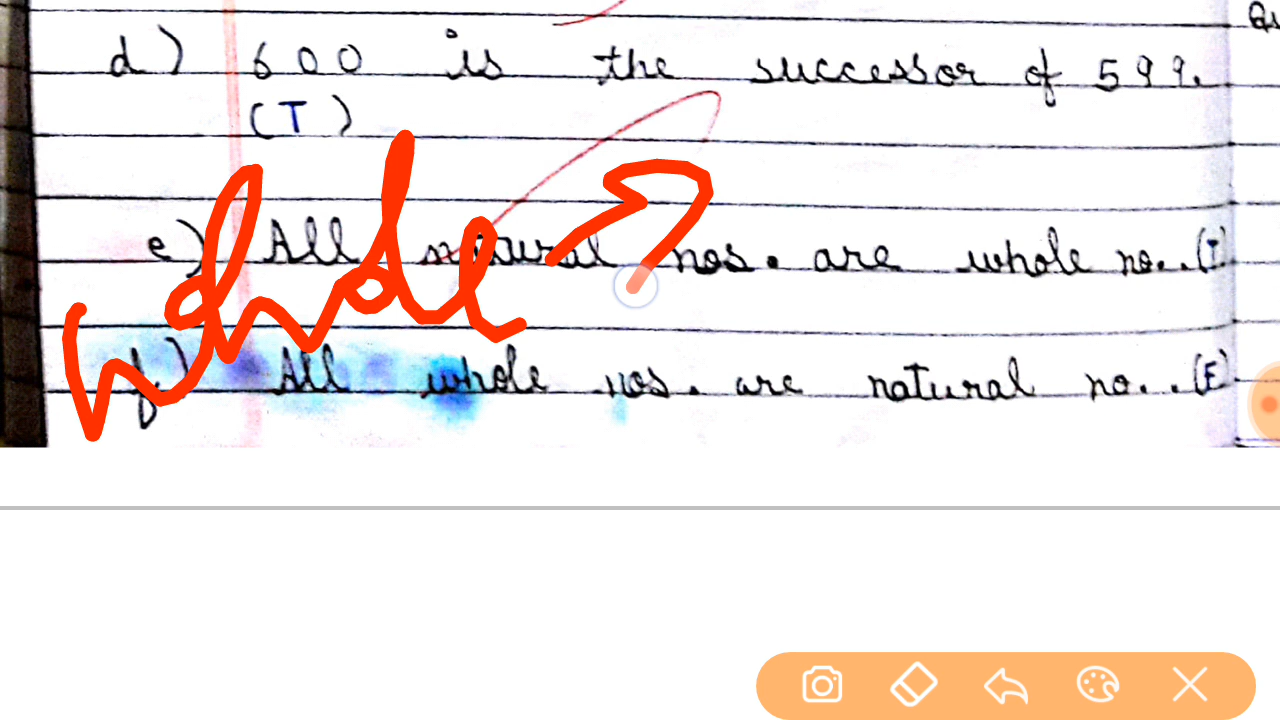 d) 600 is the successor of 599.
(T)
whole
e) All natural nos. are whole no..(T)
f) All whole nos. are natural no..(F)